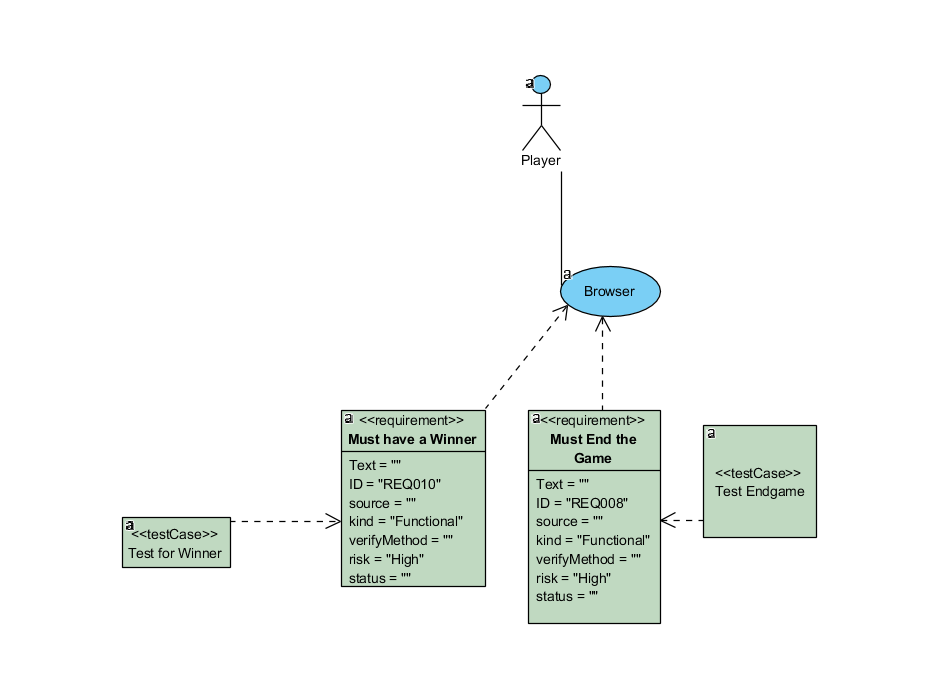 a
Player
a
Browser
a <<requirement>>
Must have a Winner
Text = ""
ID = "REQ010"
source = ""
kind = "Functional"
verifyMethod = ""
risk = "High"
status = ""
a <<requirement>>
Must End the
Game
Text = ""
ID = "REQ008"
source = ""
kind = "Functional"
verifyMethod = ""
risk = "High"
status = ""
a
<<testCase>>
Test Endgame
a
<<testCase>>
Test for Winner